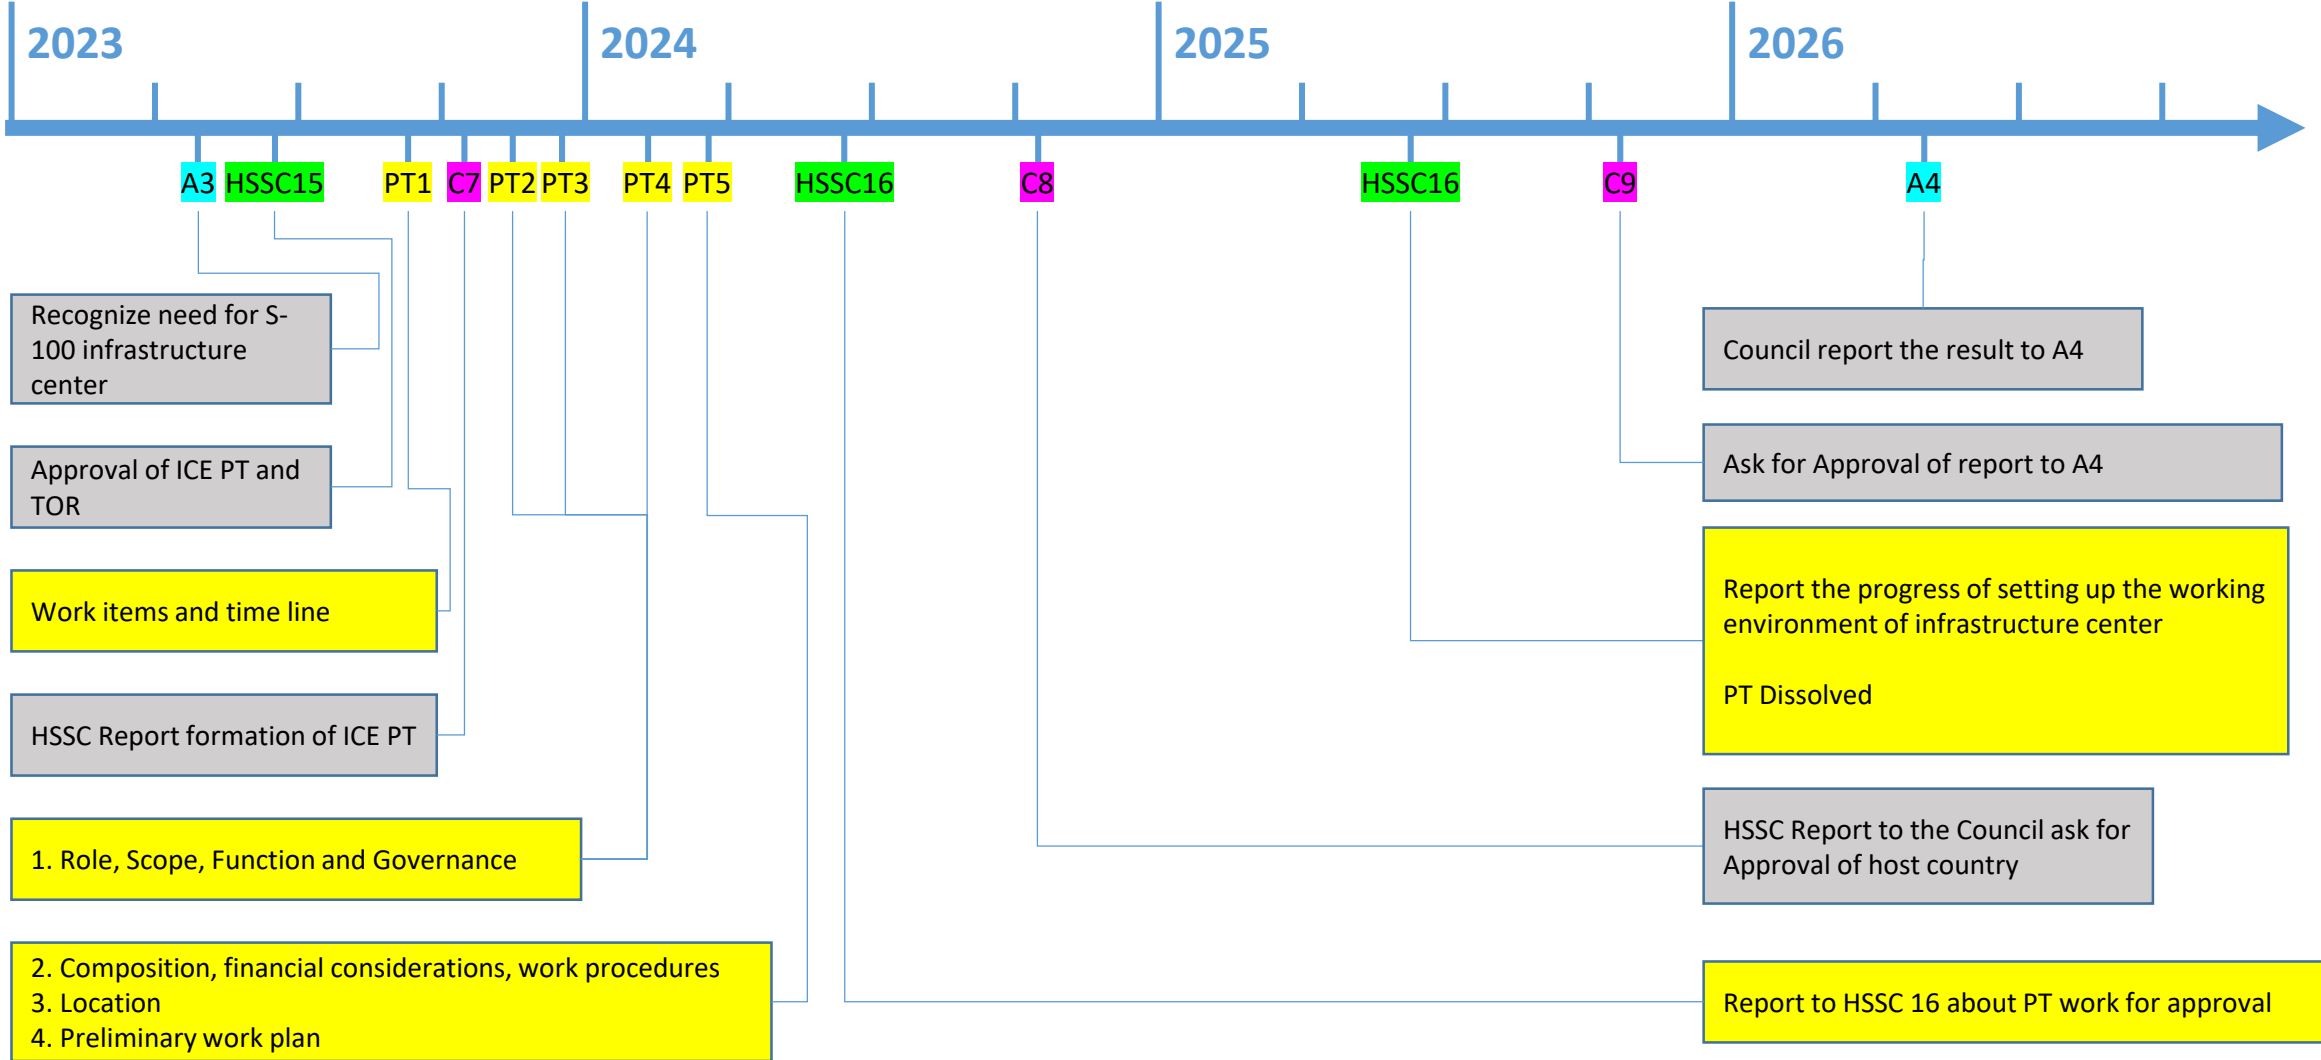 2023
2024
2025
2026
A3
HSSC15
PT1
C7
PT2
PT3
PT4
PT5
HSSC16
C8
HSSC16
C9
A4
Recognize need for S-
100 infrastructure
center
Approval of ICE PT and
TOR
Work items and time line
HSSC Report formation of ICE PT
1. Role, Scope, Function and Governance
2. Composition, financial considerations, work procedures
3. Location
4. Preliminary work plan
Council report the result to A4
Ask for Approval of report to A4
Report the progress of setting up the working
environment of infrastructure center
PT Dissolved
HSSC Report to the Council ask for
Approval of host country
Report to HSSC 16 about PT work for approval